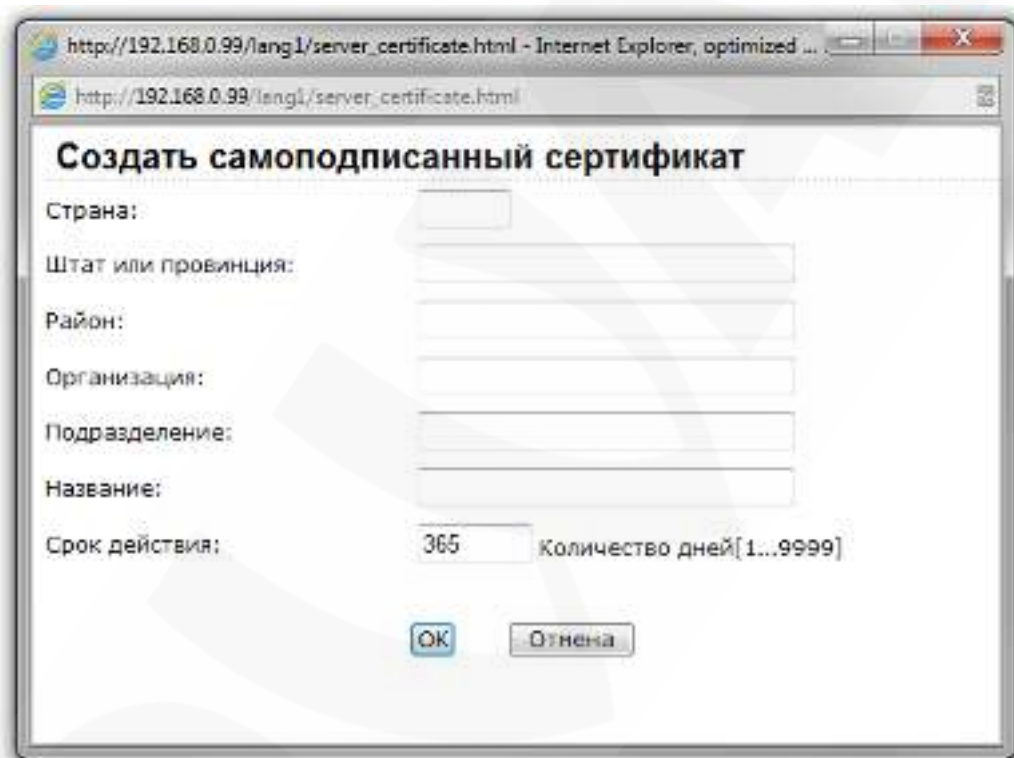 http://192.168.0.99/lang1/server_certificate.html - Internet Explorer, optimized ...
http://192.168.0.99/lang1/server_certificate.html
Создать самоподписанный сертификат
Страна:
Штат или провинция:
Район:
Организация:
Подразделение:
Название:
Срок действия: 365 Количество дней[1...9999]
OK Отмена